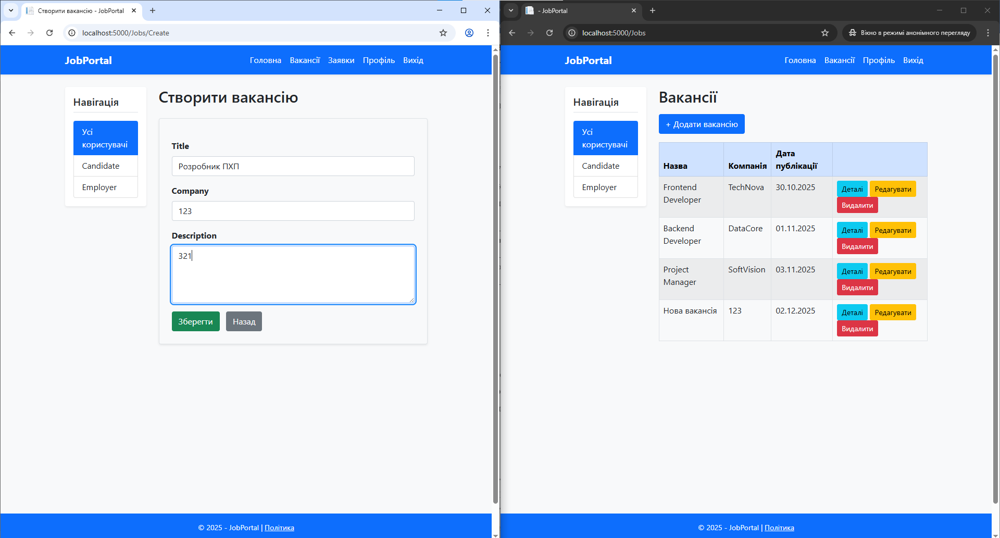 Створити вакансію - JobPortal
localhost:5000/Jobs/Create
JobPortal
Головна Вакансії Заявки Профіль Вихід
Навігація
Усі
користувачі
Candidate
Employer
Створити вакансію
Title
Розробник ПХП
Company
123
Description
321
Зберегти Назад
© 2025 - JobPortal | Політика
- JobPortal
localhost:5000/Jobs
Вікно в режимі анонімного перегляду
JobPortal
Головна Вакансії Профіль Вихід
Навігація
Усі
користувачі
Candidate
Employer
Вакансії
+ Додати вакансію
Назва Компанія Дата публікації
Frontend Developer TechNova 30.10.2025 Деталі Редагувати
Видалити
Backend Developer DataCore 01.11.2025 Деталі Редагувати
Видалити
Project Manager SoftVision 03.11.2025 Деталі Редагувати
Видалити
Нова вакансія 123 02.12.2025 Деталі Редагувати
Видалити
© 2025 - JobPortal | Політика